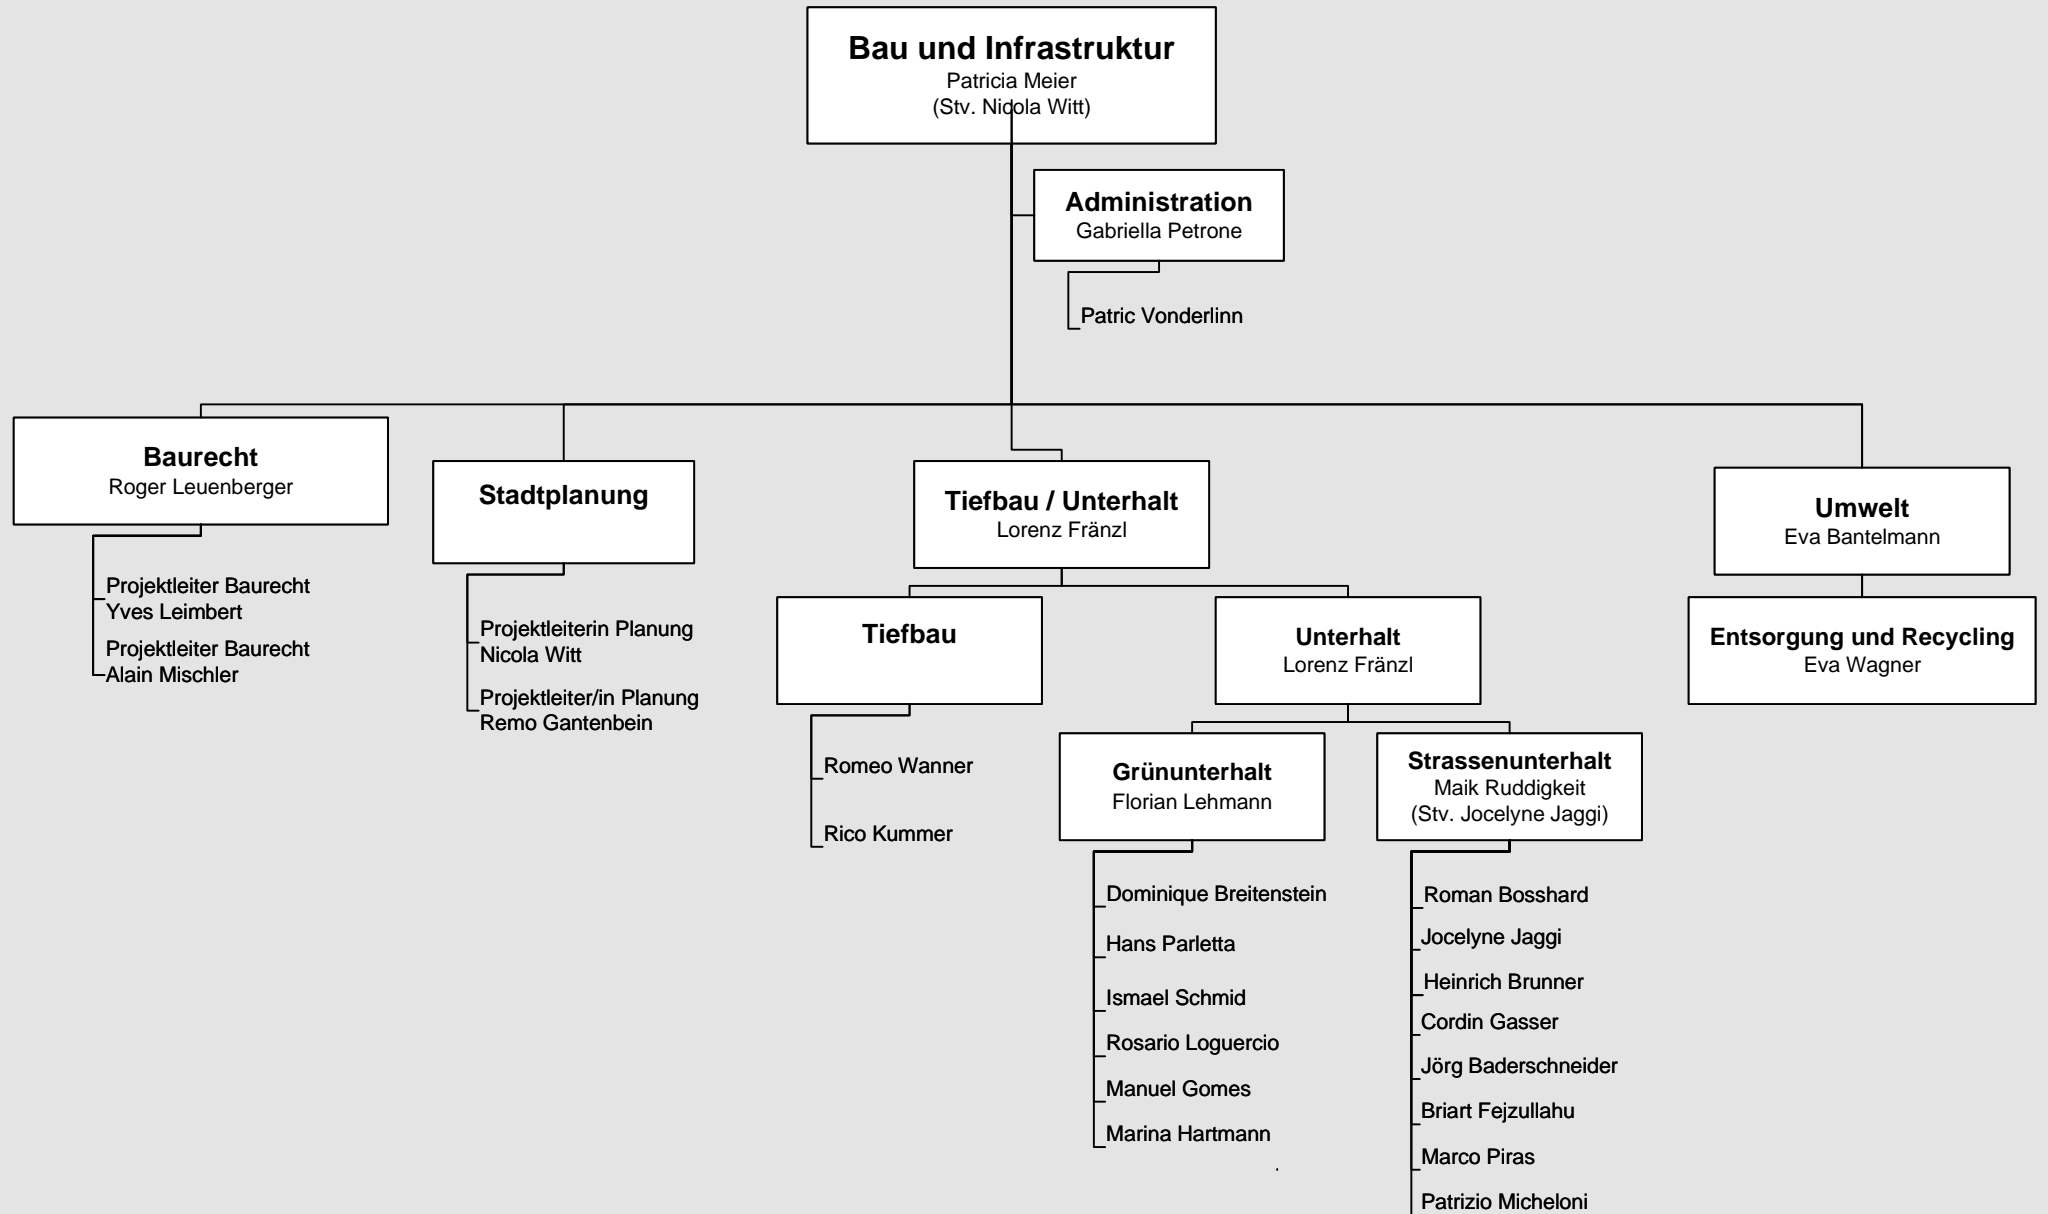 Bau und Infrastruktur
Patricia Meier
(Stv. Nicola Witt)
Administration
Gabriella Petrone
Patric Vonderlinn
Baurecht
Roger Leuenberger
Projektleiter Baurecht
Yves Leimbert
Projektleiter Baurecht
Alain Mischler
Stadtplanung
Projektleiterin Planung
Nicola Witt
Projektleiter/in Planung
Remo Gantenbein
Tiefbau / Unterhalt
Lorenz Fränzl
Tiefbau
Romeo Wanner
Rico Kummer
Unterhalt
Lorenz Fränzl
Grünunterhalt
Florian Lehmann
Dominique Breitenstein
Hans Parletta
Ismael Schmid
Rosario Loguercio
Manuel Gomes
Marina Hartmann
Strassenunterhalt
Maik Ruddigkeit
(Stv. Jocelyne Jaggi)
Roman Bosshard
Jocelyne Jaggi
Heinrich Brunner
Cordin Gasser
Jörg Baderschneider
Briart Fejzullahu
Marco Piras
Patrizio Micheloni
Umwelt
Eva Bantelmann
Entsorgung und Recycling
Eva Wagner